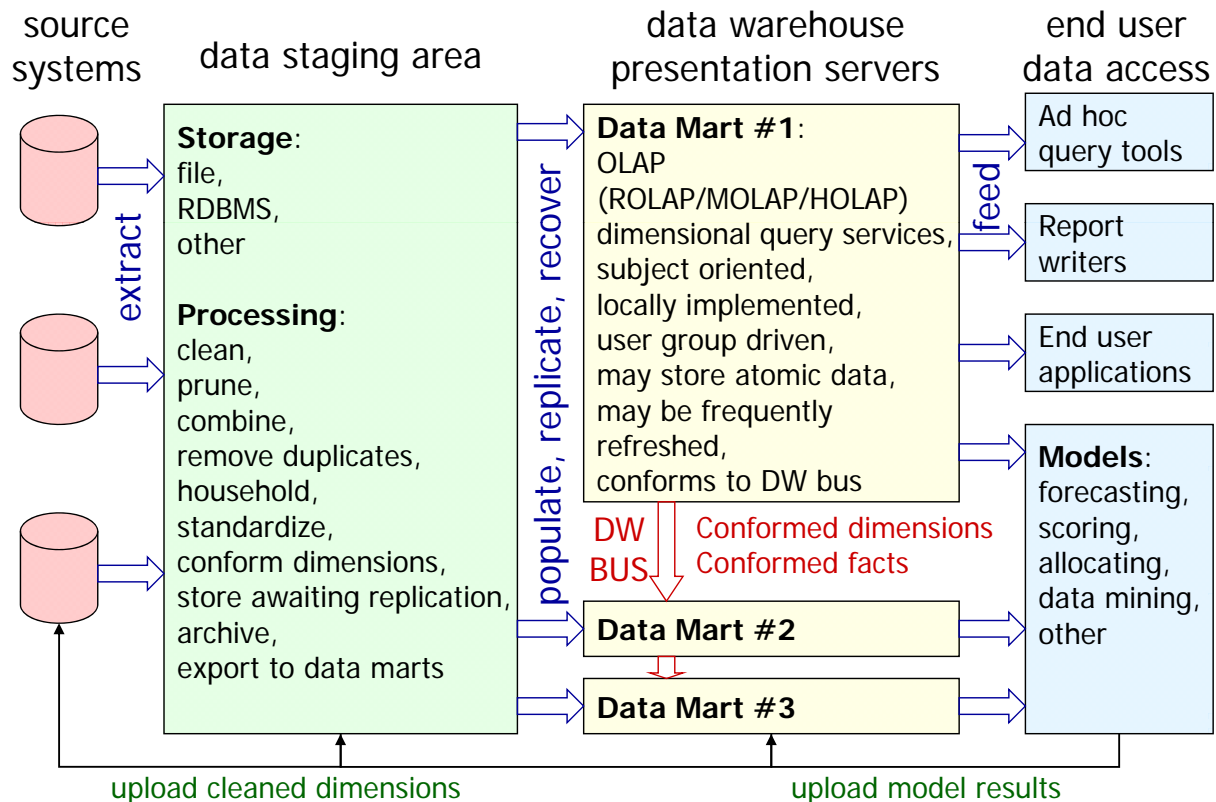 source
systems
data staging area
data warehouse
presentation servers
end user
data access
extract
Storage:
file,
RDBMS,
other
Processing:
clean,
prune,
combine,
remove duplicates,
household,
standardize,
conform dimensions,
store awaiting replication,
archive,
export to data marts
populate, replicate, recover
Data Mart #1:
OLAP
(ROLAP/MOLAP/HOLAP)
dimensional query services,
subject oriented,
locally implemented,
user group driven,
may store atomic data,
may be frequently
refreshed,
conforms to DW bus
DW
BUS
Conformed dimensions
Conformed facts
Data Mart #2
Data Mart #3
feed
Ad hoc
query tools
Report
writers
End user
applications
Models:
forecasting,
scoring,
allocating,
data mining,
other
upload cleaned dimensions
upload model results